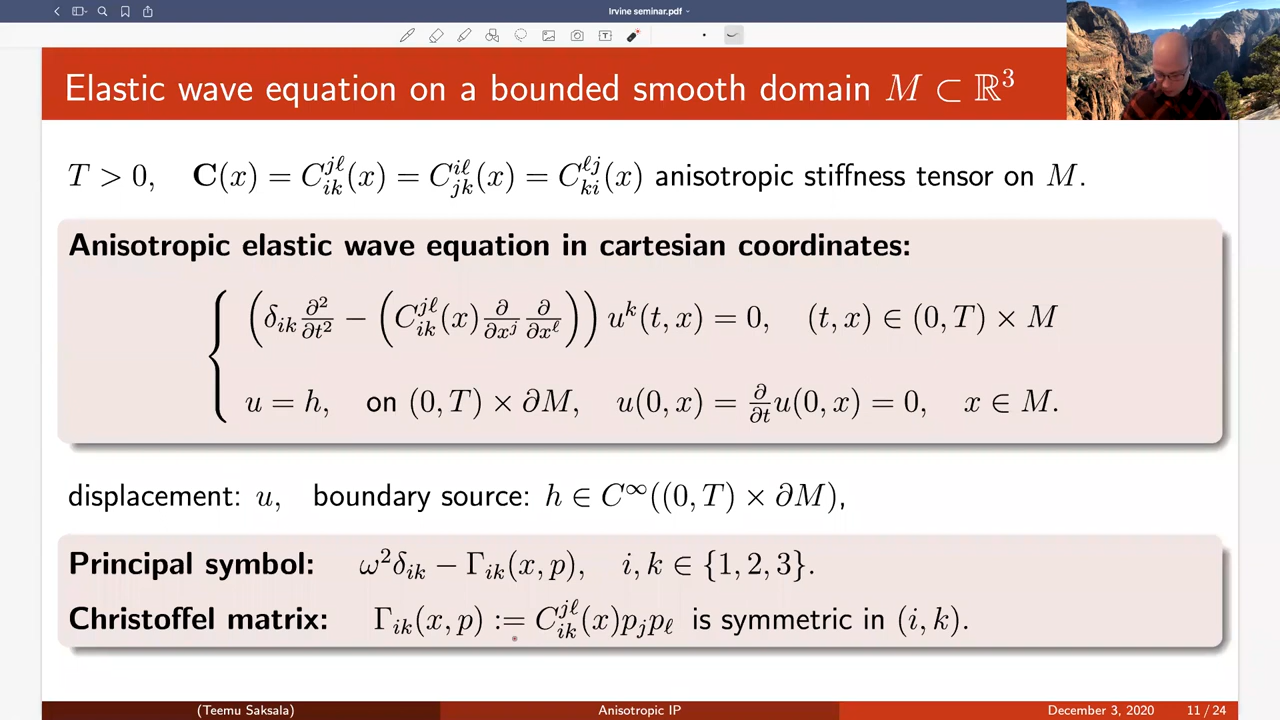 Irvine seminar.pdf
Elastic wave equation on a bounded smooth domain M ⊂ ℝ³
T > 0, C(x) = C_{ik}^{jℓ}(x) = C_{jk}^{iℓ}(x) = C_{ki}^{ℓj}(x) anisotropic stiffness tensor on M.
Anisotropic elastic wave equation in cartesian coordinates:
(δ_{ik} ∂²/∂t² − (C_{ik}^{jℓ}(x) ∂/∂x^j ∂/∂x^ℓ)) u^k(t, x) = 0, (t, x) ∈ (0, T) × M
u = h, on (0, T) × ∂M, u(0, x) = ∂/∂t u(0, x) = 0, x ∈ M.
displacement: u, boundary source: h ∈ C^∞((0, T) × ∂M),
Principal symbol: ω²δ_{ik} − Γ_{ik}(x, p), i, k ∈ {1, 2, 3}.
Christoffel matrix: Γ_{ik}(x, p) := C_{ik}^{jℓ}(x)p_j p_ℓ is symmetric in (i, k).
(Teemu Saksala) Anisotropic IP December 3, 2020 11 / 24